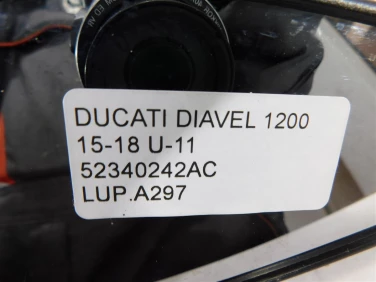 DUCATI DIAVEL 1200
15-18 U-11
52340242AC
LUP.A297